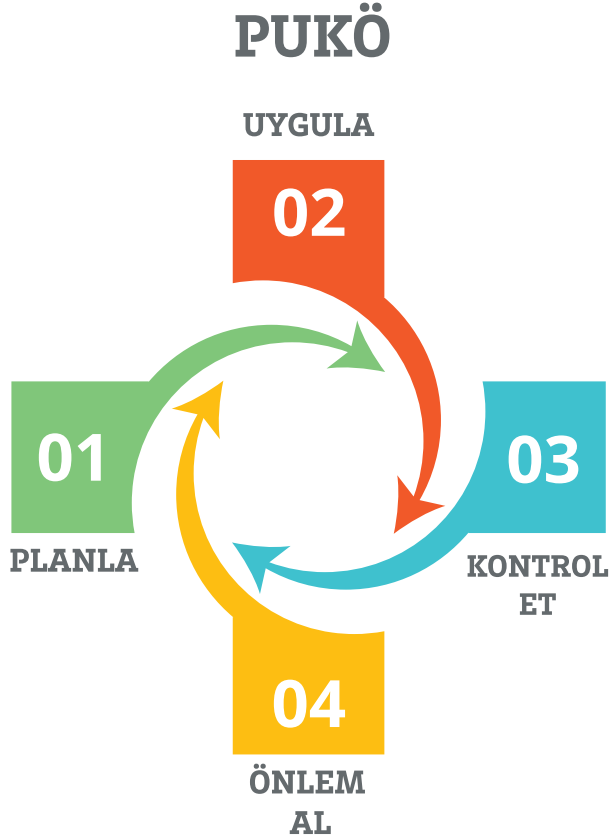 PUKÖ
UYGULA
02
01
PLANLA
03
KONTROL
ET
04
ÖNLEM
AL